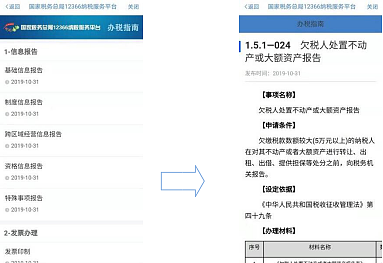 <返回 国家税务总局12366纳税服务平台 关闭
国家税务总局12366纳税服务平台 办税指南
1-信息报告
基础信息报告
2019-10-31
制度信息报告
2019-10-31
跨区域经营信息报告
2019-10-31
资格信息报告
2019-10-31
特殊事项报告
2019-10-31
2-发票办理
发票印制
<返回 国家税务总局12366纳税服务平台 关闭
办税指南
1.5.1—024 欠税人处置不动
产或大额资产报告
发布时间：2019-10-31
【事项名称】
欠税人处置不动产或大额资产报告
【申请条件】
欠缴税款数额较大(5万元以上)的纳税人
在对其不动产或者大额资产进行转让、出
租、出借、提供担保等处分之前，向税务机
关报告。
【设定依据】
《中华人民共和国税收征收管理法》第
四十九条
【办理材料】
序号 材料名称